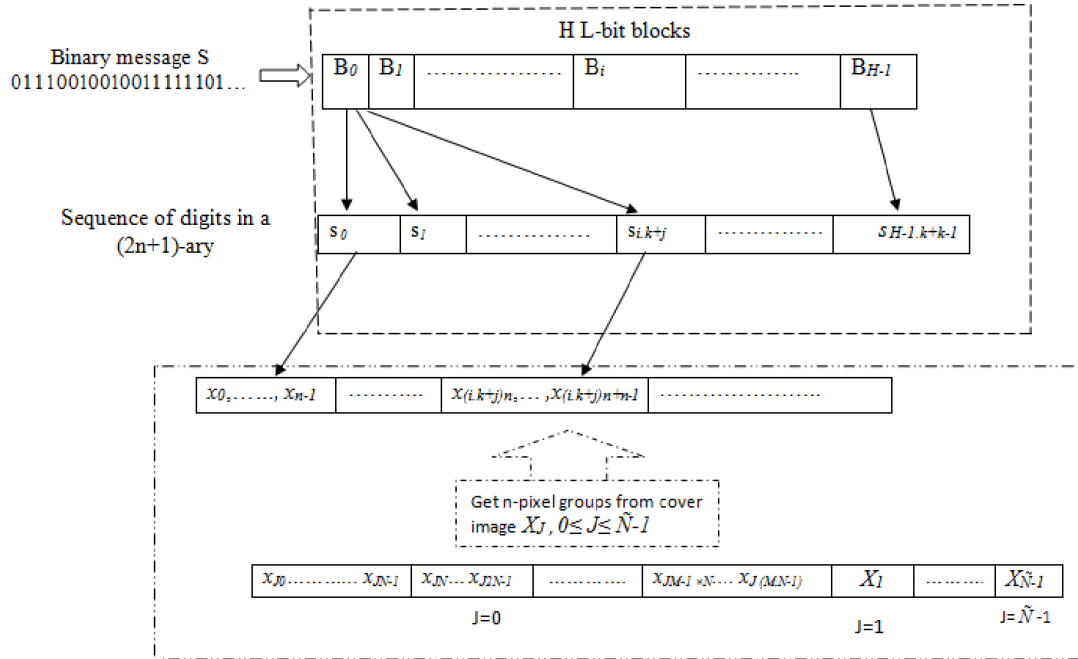 H L-bit blocks
Binary message S
01110010010011111101…
B0 B1 ……………… Bi …………… BH-1
Sequence of digits in a
(2n+1)-ary
s0 s1 …………… si.k+j …………… sH-1.k+k-1
x0,……, xn-1 ……….. x(i.k+j)n,… ,x(i.k+j)n+n-1 …………………
Get n-pixel groups from cover
image XJ , 0≤ J≤ Ñ-1
xJ0………… xJN-1 xJN… xJ2N-1 ………… xJM-1 ×N… xJ (M.N-1) X1 ………. XÑ-1
J=0 J=1 J= Ñ -1